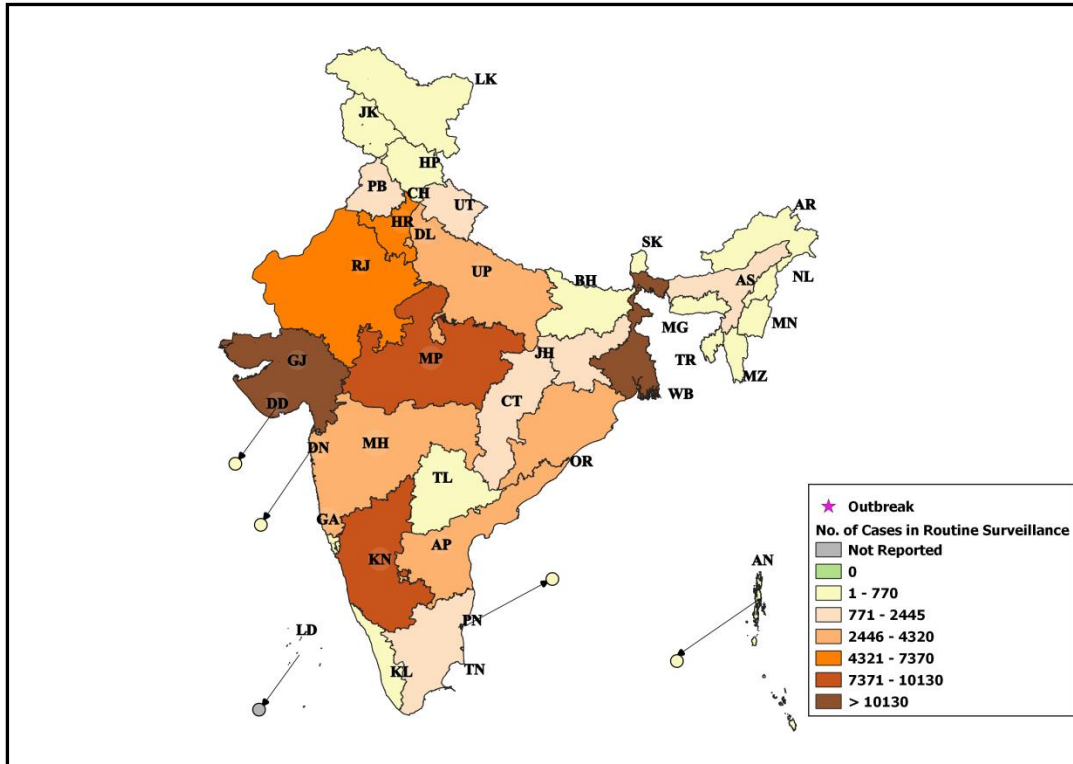 LK
JK
HP
PB
CH
UT
HR
DL
AR
SK
RJ
UP
BH
AS
NL
MG
MN
GJ
MP
JH
TR
MZ
DD
CT
WB
DN
MH
OR
TL
GA
AP
KN
AN
PN
LD
KL
TN
Outbreak
No. of Cases in Routine Surveillance
Not Reported
0
1 - 770
771 - 2445
2446 - 4320
4321 - 7370
7371 - 10130
> 10130